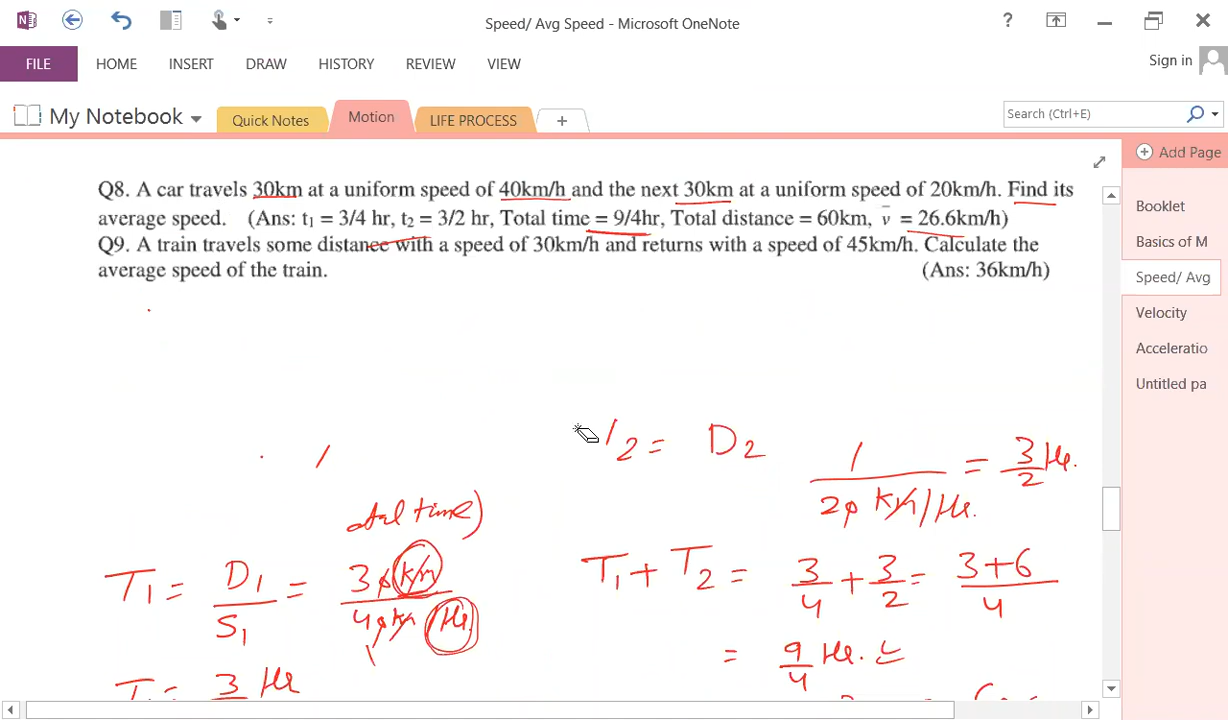 Speed/ Avg Speed - Microsoft OneNote
?
FILE HOME INSERT DRAW HISTORY REVIEW VIEW
Sign in
My Notebook
Quick Notes
Motion
LIFE PROCESS
+
Search (Ctrl+E)
Add Page
Booklet
Basics of M
Speed/ Avg
Velocity
Acceleratio
Untitled pa
Q8. A car travels 30km at a uniform speed of 40km/h and the next 30km at a uniform speed of 20km/h. Find its
average speed. (Ans: t₁ = 3/4 hr, t₂ = 3/2 hr, Total time = 9/4hr, Total distance = 60km, v̄ = 26.6km/h)
Q9. A train travels some distance with a speed of 30km/h and returns with a speed of 45km/h. Calculate the
average speed of the train. (Ans: 36km/h)
2 = D2
20 km/Hr. = 3/2 Hr.
otal time)
T1 = D1/S1 = 30 km/40 km Hr.
T1 + T2 = 3/4 + 3/2 = 3+6/4
= 9/4 Hr.
= 3 Hr